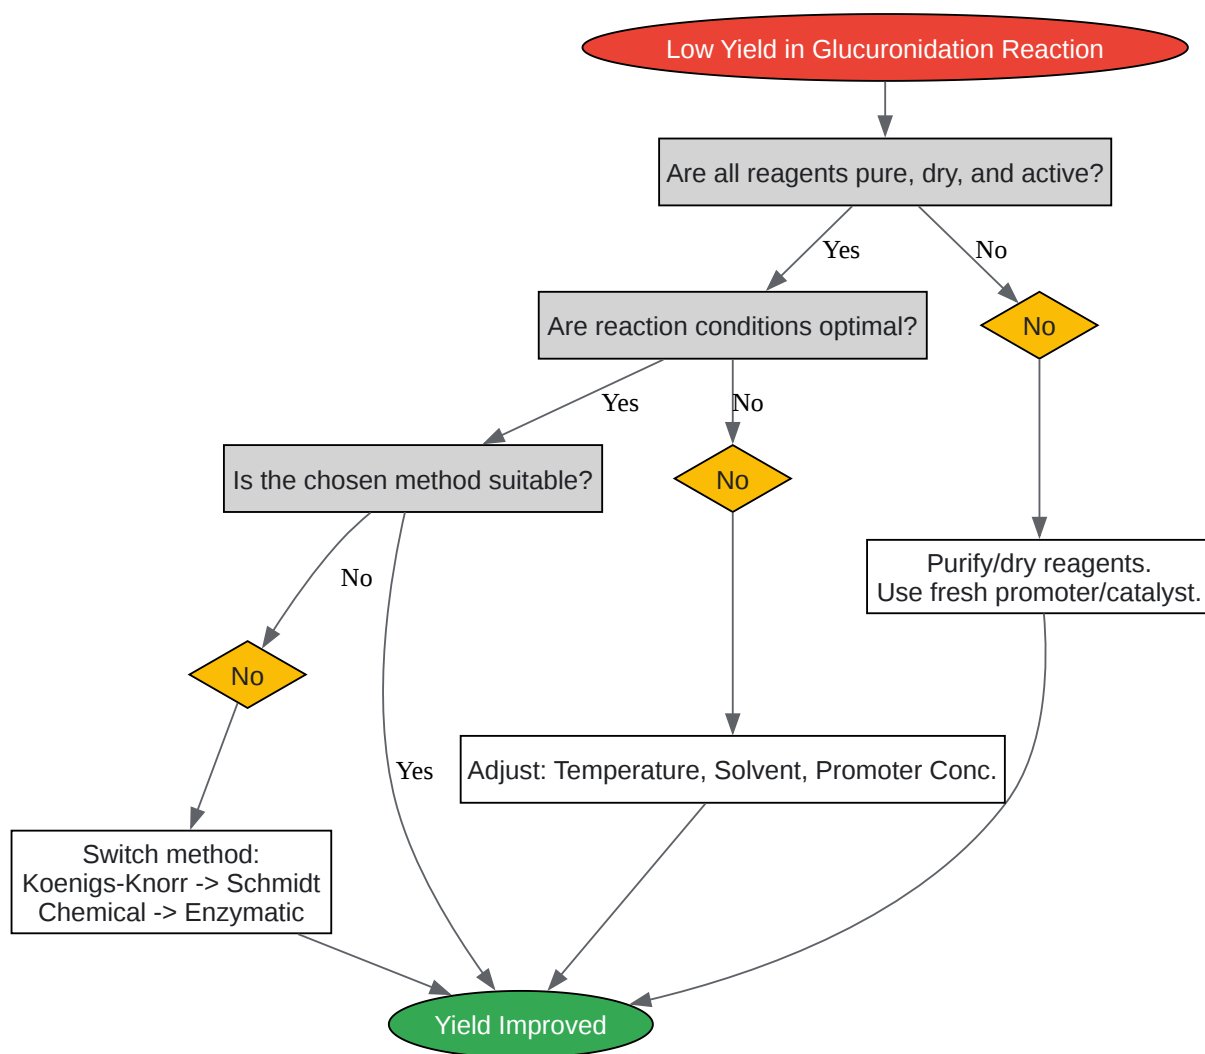 Low Yield in Glucuronidation Reaction
Are all reagents pure, dry, and active?
Yes
No
Are reaction conditions optimal?
No
Yes
No
Is the chosen method suitable?
No
Purify/dry reagents.
Use fresh promoter/catalyst.
No
No
Yes
Adjust: Temperature, Solvent, Promoter Conc.
Switch method:
Koenigs-Knorr -> Schmidt
Chemical -> Enzymatic
Yield Improved